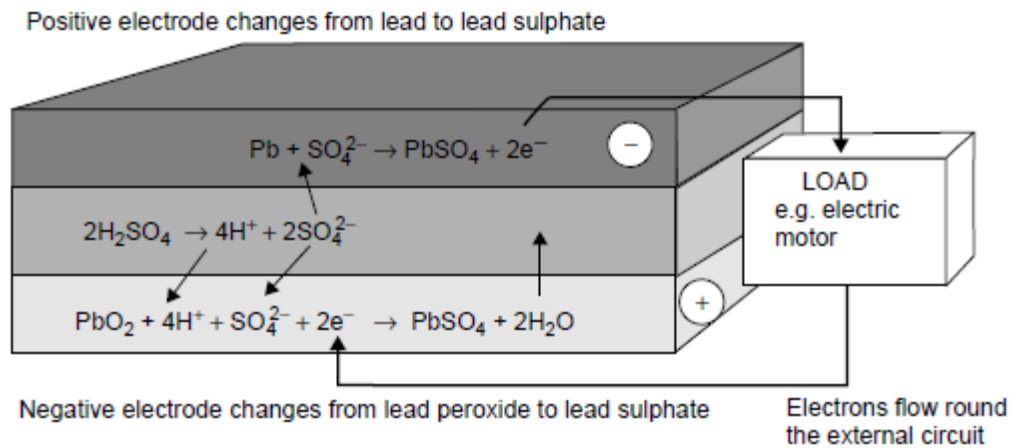 Positive electrode changes from lead to lead sulphate
Pb + SO₄²⁻ → PbSO₄ + 2e⁻
−
LOAD
e.g. electric
motor
2H₂SO₄ → 4H⁺ + 2SO₄²⁻
+
PbO₂ + 4H⁺ + SO₄²⁻ + 2e⁻ → PbSO₄ + 2H₂O
Negative electrode changes from lead peroxide to lead sulphate
Electrons flow round
the external circuit